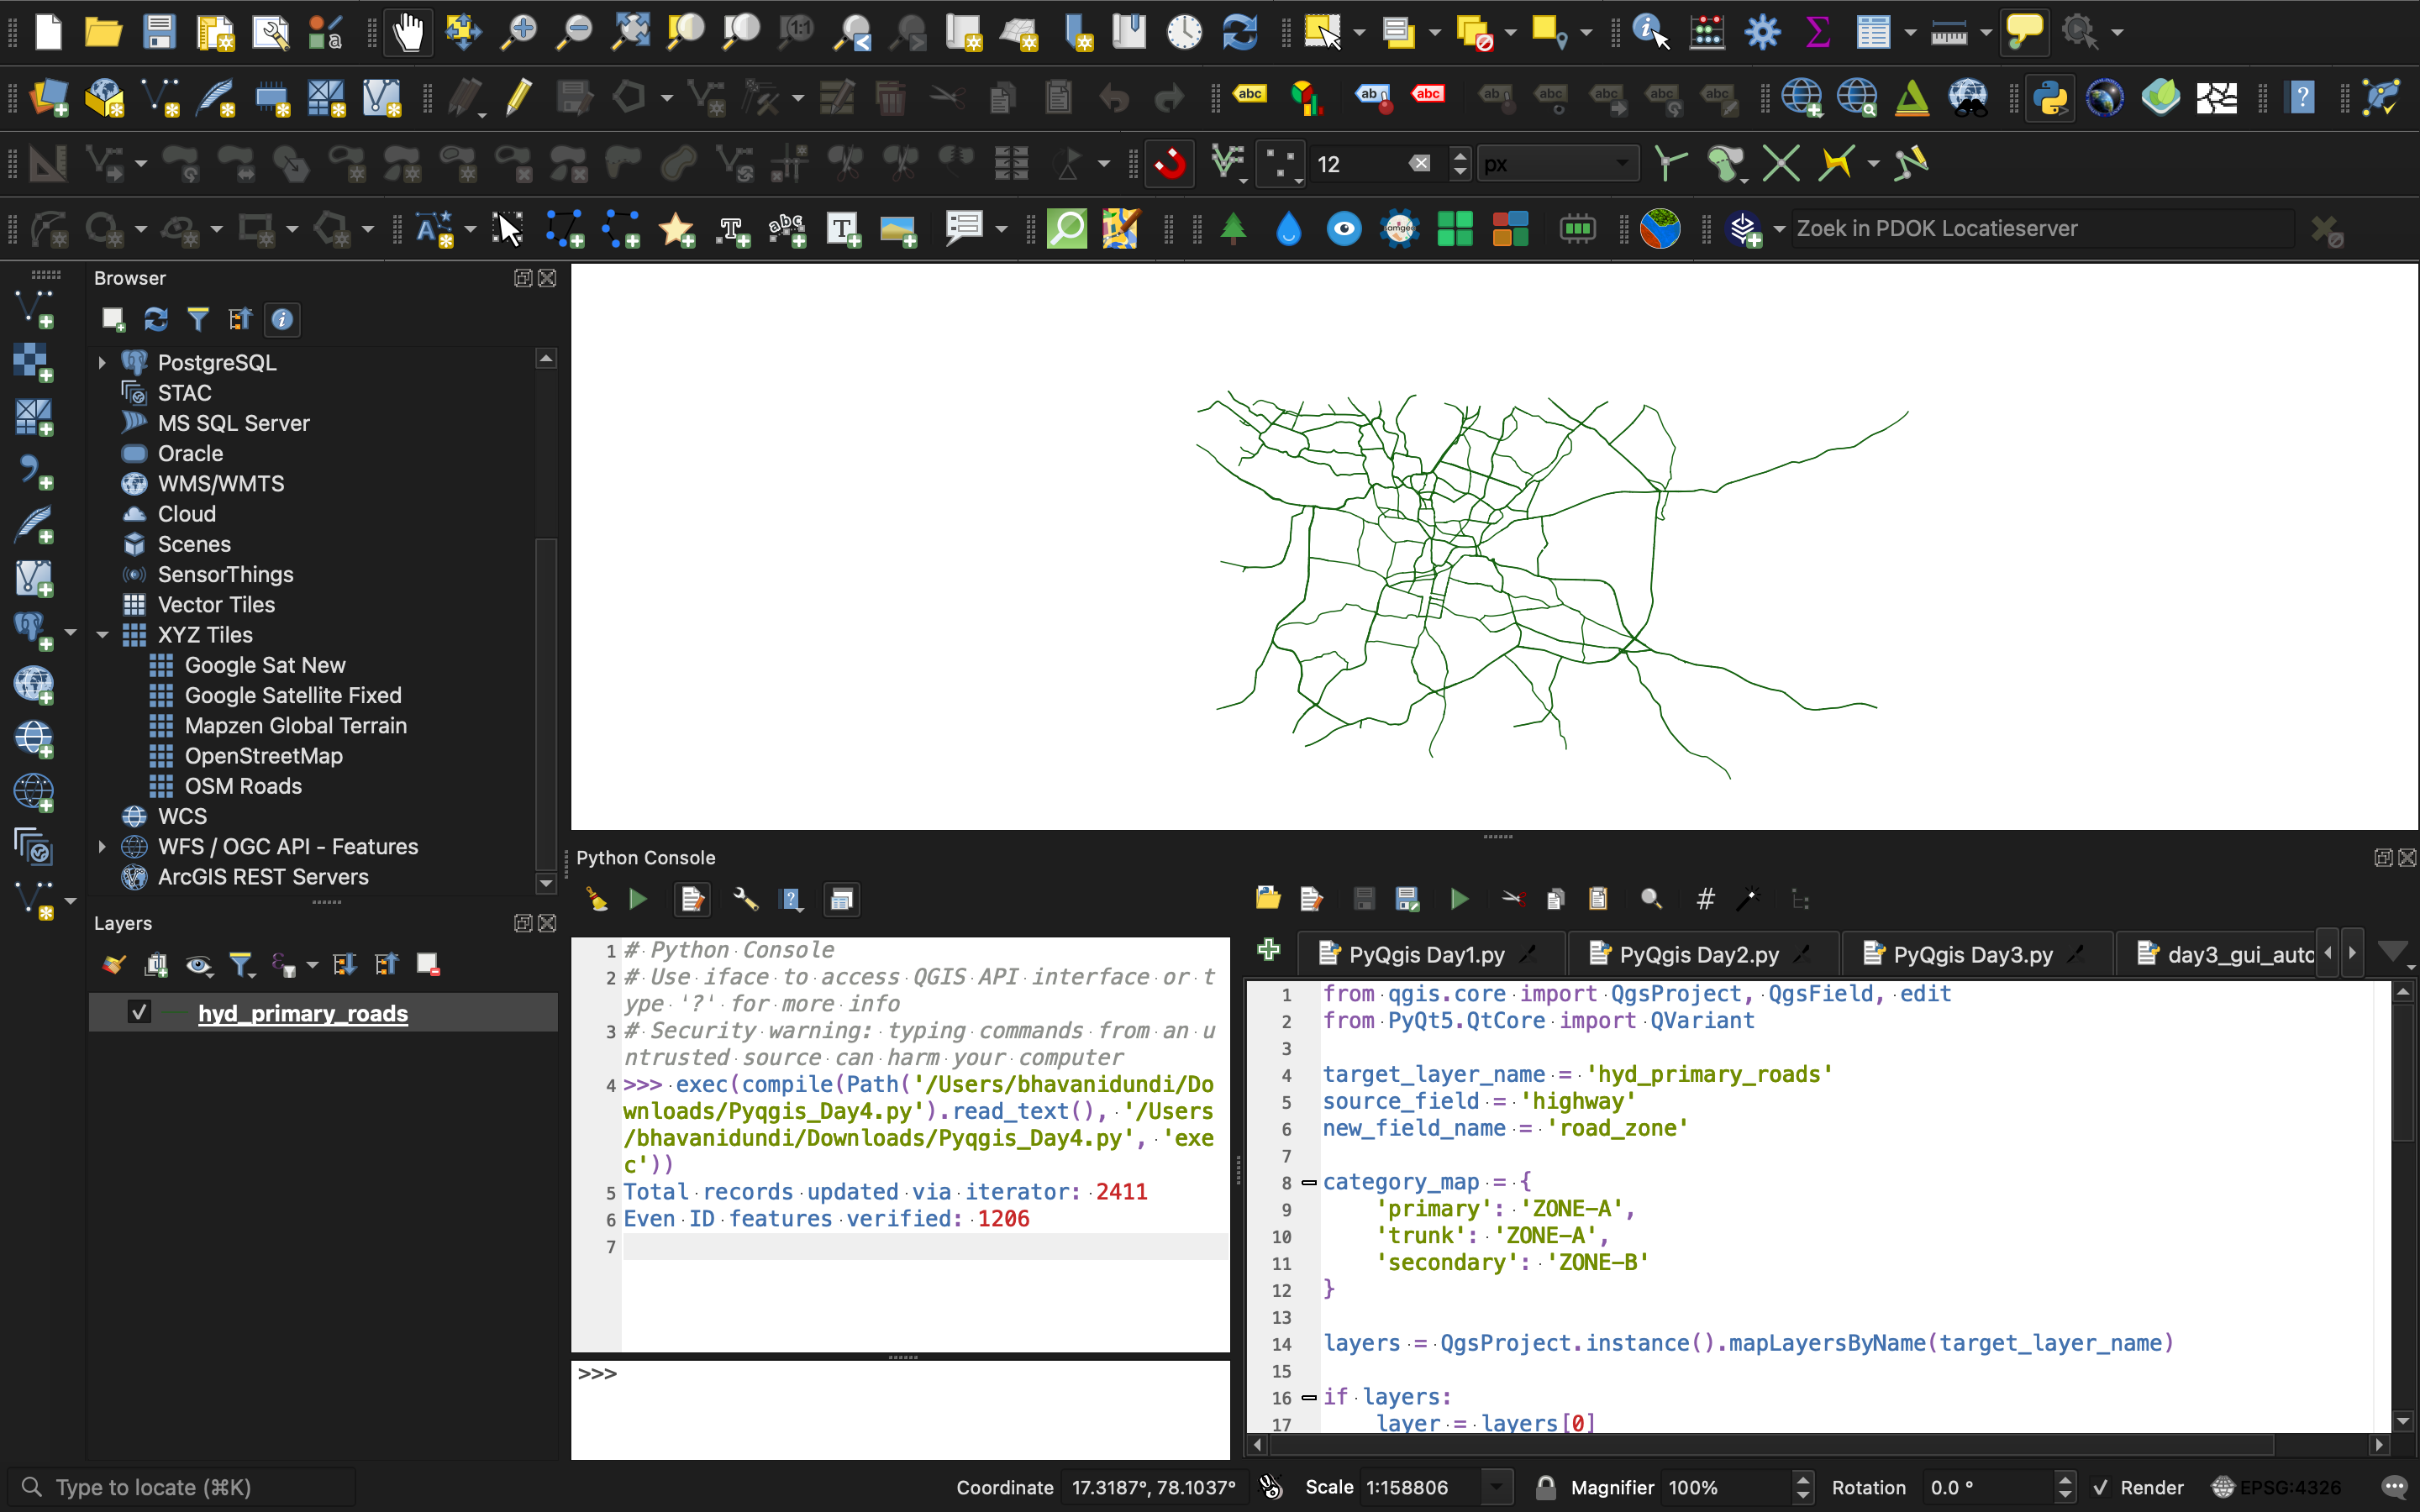 12
px
Zoek in PDOK Locatieserver
Browser
PostgreSQL
STAC
MS SQL Server
Oracle
WMS/WMTS
Cloud
Scenes
SensorThings
Vector Tiles
XYZ Tiles
Google Sat New
Google Satellite Fixed
Mapzen Global Terrain
OpenStreetMap
OSM Roads
WCS
WFS / OGC API - Features
ArcGIS REST Servers
Layers
hyd_primary_roads
Python Console
1 # Python Console
2 # Use iface to access QGIS API interface or t
ype '?' for more info
3 # Security warning: typing commands from an u
ntrusted source can harm your computer
4 >>> exec(compile(Path('/Users/bhavanidundi/Do
wnloads/Pyqgis_Day4.py').read_text(), '/Users
/bhavanidundi/Downloads/Pyqgis_Day4.py', 'exe
c'))
5 Total records updated via iterator: 2411
6 Even ID features verified: 1206
7
>>>
PyQgis Day1.py
PyQgis Day2.py
PyQgis Day3.py
day3_gui_auto
1 from qgis.core import QgsProject, QgsField, edit
2 from PyQt5.QtCore import QVariant
3
4 target_layer_name = 'hyd_primary_roads'
5 source_field = 'highway'
6 new_field_name = 'road_zone'
7
8 category_map = {
9 'primary': 'ZONE-A',
10 'trunk': 'ZONE-A',
11 'secondary': 'ZONE-B'
12 }
13
14 layers = QgsProject.instance().mapLayersByName(target_layer_name)
15
16 if layers:
17 layer = layers[0]
Type to locate (⌘K)
Coordinate 17.3187°, 78.1037°
Scale 1:158806
Magnifier 100%
Rotation 0.0 °
Render
EPSG:4326